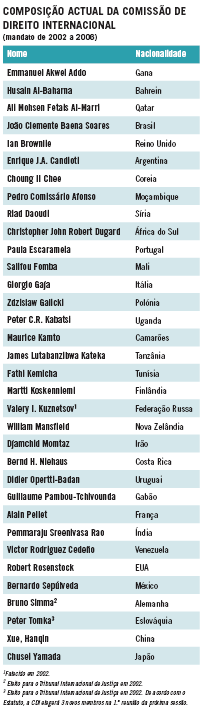 COMPOSIÇÃO ACTUAL DA COMISSÃO DE
DIREITO INTERNACIONAL
(mandato de 2002 a 2006)
Nome Nacionalidade
Emmanuel Akwei Addo Gana
Husain Al-Baharna Bahrein
Ali Mohsen Fetais Al-Marri Qatar
João Clemente Baena Soares Brasil
Ian Brownlie Reino Unido
Enrique J.A. Candioti Argentina
Choung Il Chee Coreia
Pedro Comissário Afonso Moçambique
Riad Daoudi Síria
Christopher John Robert Dugard África do Sul
Paula Escarameia Portugal
Salifou Fomba Mali
Giorgio Gaja Itália
Zdzislaw Galicki Polónia
Peter C.R. Kabatsi Uganda
Maurice Kamto Camarões
James Lutabanzibwa Kateka Tanzânia
Fathi Kemicha Tunísia
Martti Koskenniemi Finlândia
Valery I. Kuznetsov¹ Federação Russa
William Mansfield Nova Zelândia
Djamchid Momtaz Irão
Bernd H. Niehaus Costa Rica
Didier Opertti-Badan Uruguai
Guillaume Pambou-Tchivounda Gabão
Alain Pellet França
Pemmaraju Sreenivasa Rao Índia
Victor Rodriguez Cedeño Venezuela
Robert Rosenstock EUA
Bernardo Sepúlveda México
Bruno Simma² Alemanha
Peter Tomka³ Eslováquia
Xue, Hanqin China
Chusei Yamada Japão
¹Falecido em 2002.
² Eleito para o Tribunal Internacional de Justiça em 2002.
³ Eleito para o Tribunal Internacional de Justiça em 2002. De acordo com o
Estatuto, a CDI elegerá 3 novos membros na 1.ª reunião da próxima sessão.